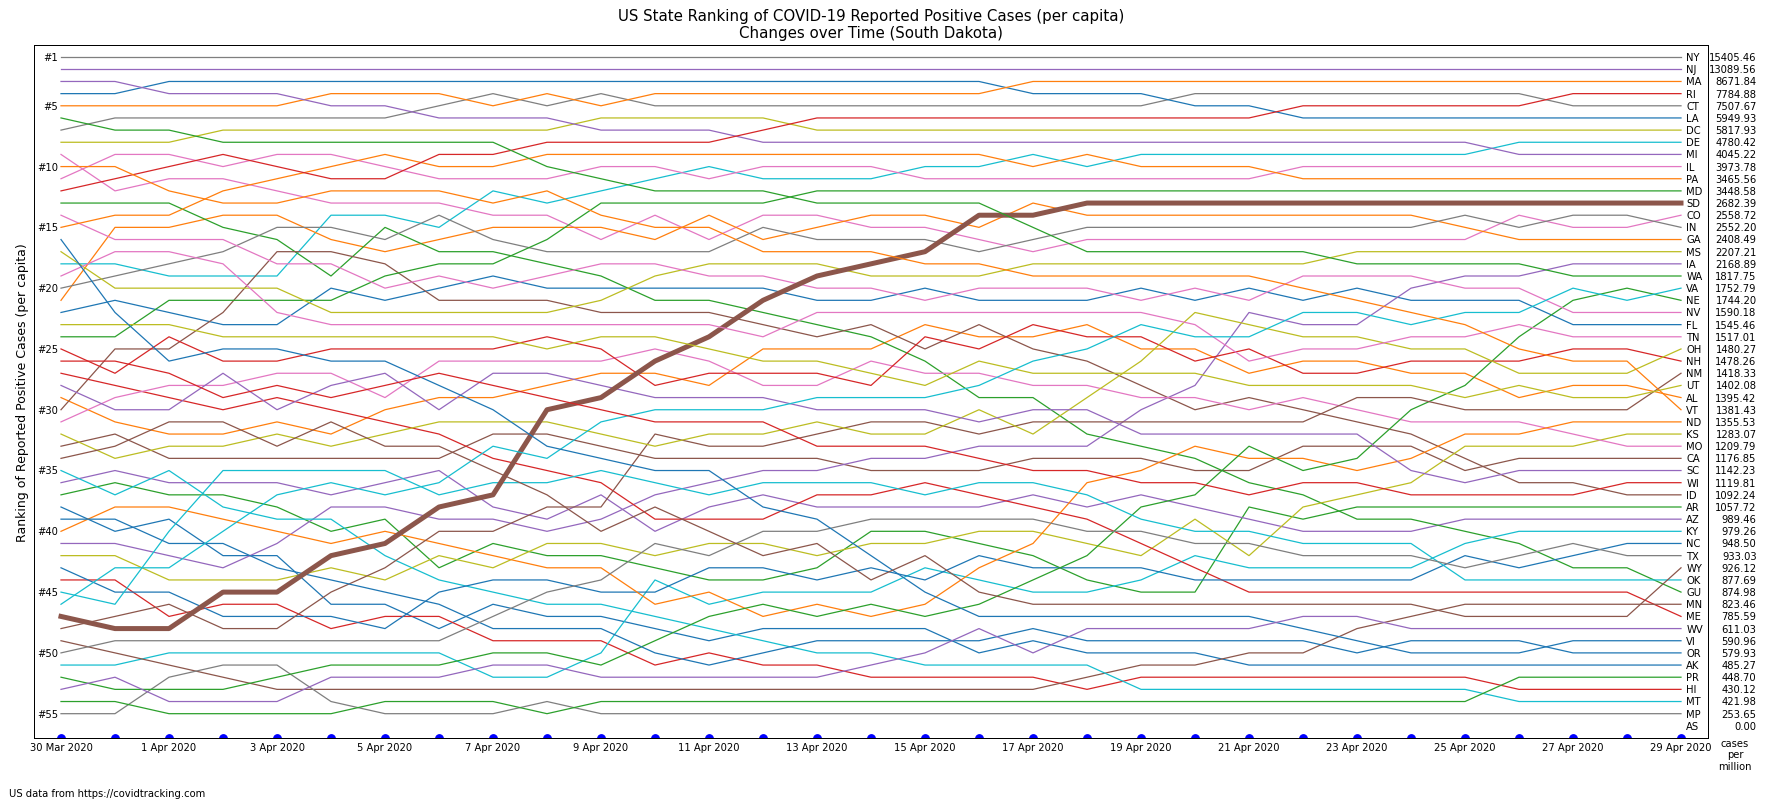 US State Ranking of COVID-19 Reported Positive Cases (per capita)
Changes over Time (South Dakota)
Ranking of Reported Positive Cases (per capita)
#1
#5
#10
#15
#20
#25
#30
#35
#40
#45
#50
#55
NY 15405.46
NJ 13089.56
MA 8671.84
RI 7784.88
CT 7507.67
LA 5949.93
DC 5817.93
DE 4780.42
MI 4045.22
IL 3973.78
PA 3465.56
MD 3448.58
SD 2682.39
CO 2558.72
IN 2552.20
GA 2408.49
MS 2207.21
IA 2168.89
WA 1817.75
VA 1752.79
NE 1744.20
NV 1590.18
FL 1545.46
TN 1517.01
OH 1480.27
NH 1478.26
NM 1418.33
UT 1402.08
AL 1395.42
VT 1381.43
ND 1355.53
KS 1283.07
MO 1209.79
CA 1176.85
SC 1142.23
WI 1119.81
ID 1092.24
AR 1057.72
AZ 989.46
KY 979.26
NC 948.50
TX 933.03
WY 926.12
OK 877.69
GU 874.98
MN 823.46
ME 785.59
WV 611.03
VI 590.96
OR 579.93
AK 485.27
PR 448.70
HI 430.12
MT 421.98
MP 253.65
AS 0.00
30 Mar 2020 1 Apr 2020 3 Apr 2020 5 Apr 2020 7 Apr 2020 9 Apr 2020 11 Apr 2020 13 Apr 2020 15 Apr 2020 17 Apr 2020 19 Apr 2020 21 Apr 2020 23 Apr 2020 25 Apr 2020 27 Apr 2020 29 Apr 2020
cases
per
million
US data from https://covidtracking.com